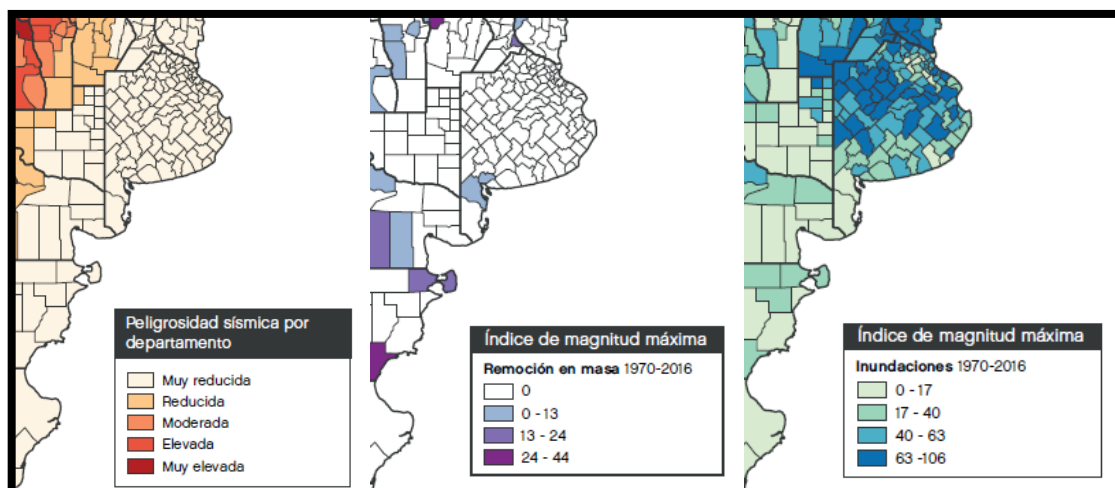 Peligrosidad sísmica por
departamento
Muy reducida
Reducida
Moderada
Elevada
Muy elevada
Índice de magnitud máxima
Remoción en masa 1970-2016
0
0 -13
13 - 24
24 - 44
Índice de magnitud máxima
Inundaciones 1970-2016
0 -17
17 - 40
40 - 63
63 -106